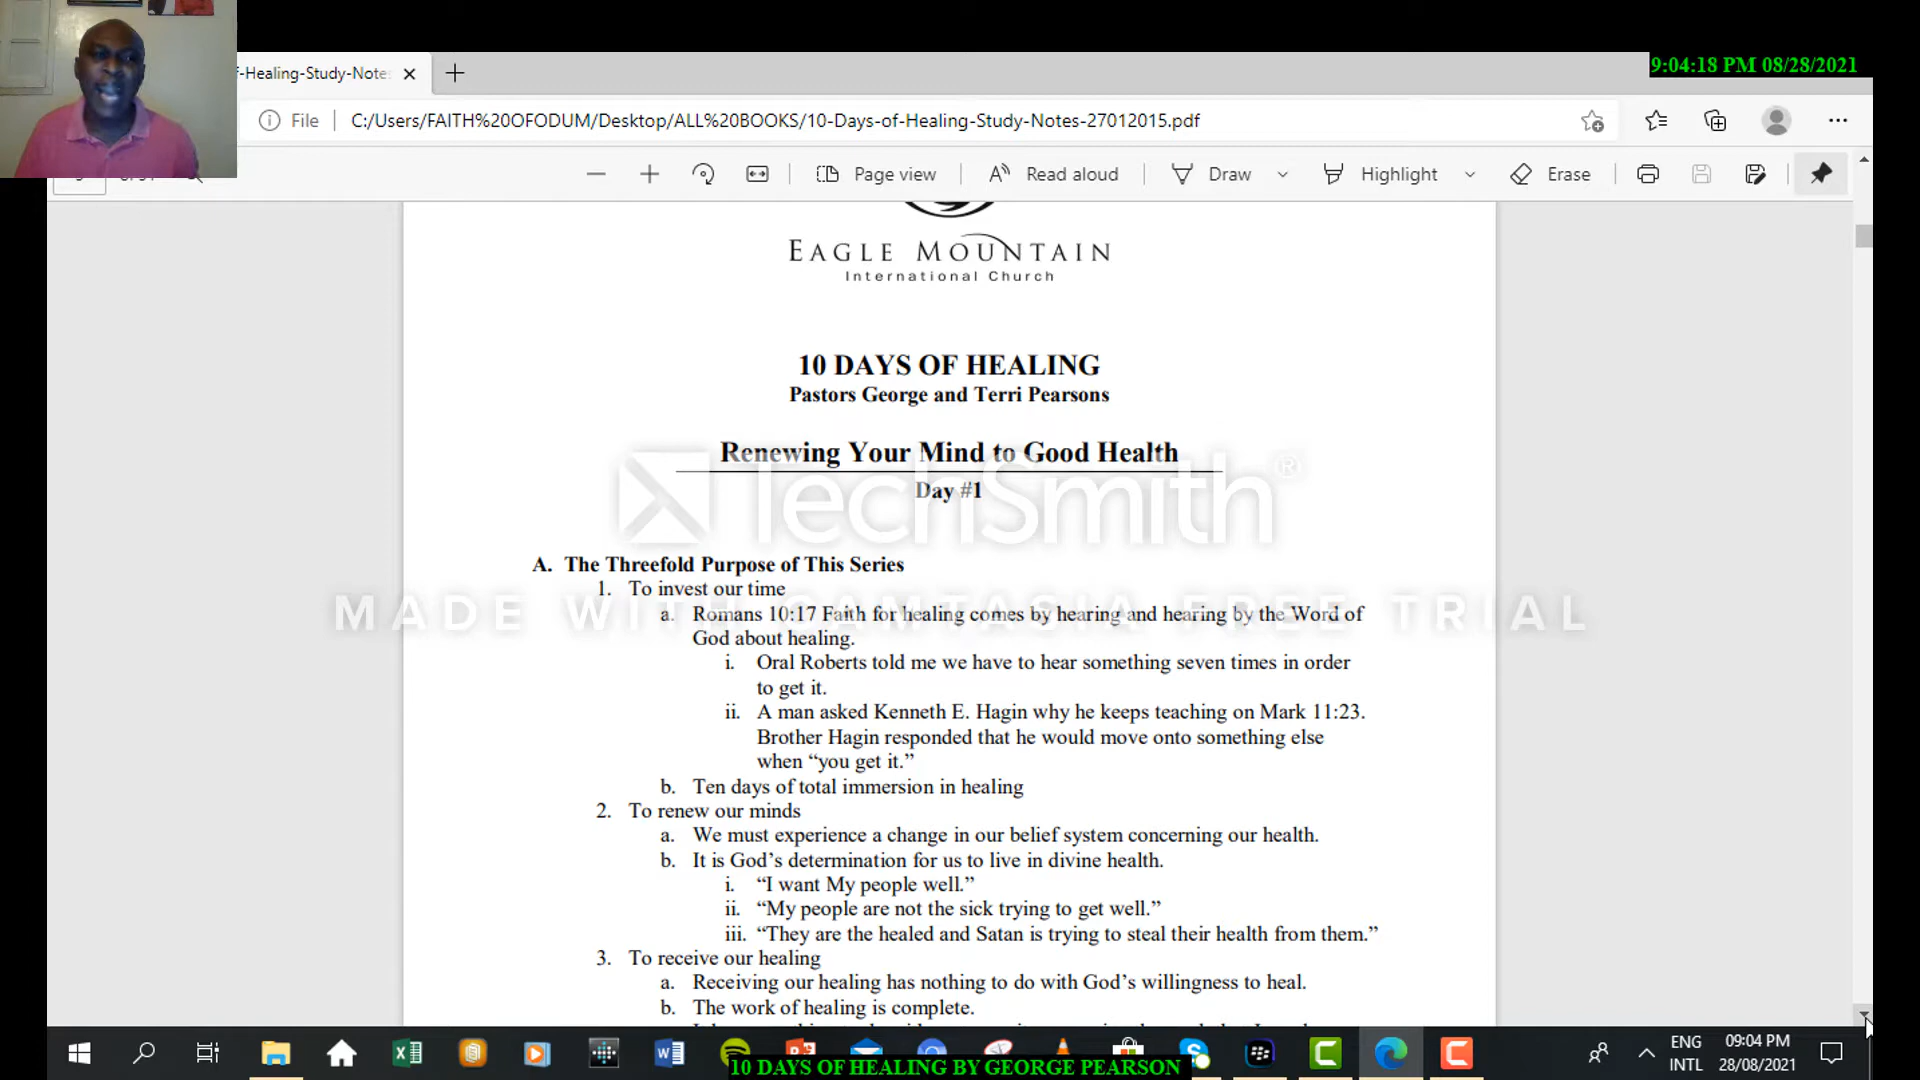 9:04:18 PM 08/28/2021
-Healing-Study-Note
File
C:/Users/FAITH%20OFODUM/Desktop/ALL%20BOOKS/10-Days-of-Healing-Study-Notes-27012015.pdf
Page view
Read aloud
Draw
Highlight
Erase
EAGLE MOUNTAIN
International Church
10 DAYS OF HEALING
Pastors George and Terri Pearsons
Renewing Your Mind to Good Health
Day #1
TechSmith®
MADE WITH CAMTASIA FREE TRIAL
A. The Threefold Purpose of This Series
1. To invest our time
a. Romans 10:17 Faith for healing comes by hearing and hearing by the Word of
God about healing.
i. Oral Roberts told me we have to hear something seven times in order
to get it.
ii. A man asked Kenneth E. Hagin why he keeps teaching on Mark 11:23.
Brother Hagin responded that he would move onto something else
when “you get it.”
b. Ten days of total immersion in healing
2. To renew our minds
a. We must experience a change in our belief system concerning our health.
b. It is God’s determination for us to live in divine health.
i. “I want My people well.”
ii. “My people are not the sick trying to get well.”
iii. “They are the healed and Satan is trying to steal their health from them.”
3. To receive our healing
a. Receiving our healing has nothing to do with God’s willingness to heal.
b. The work of healing is complete.
10 DAYS OF HEALING BY GEORGE PEARSON
ENG
INTL
09:04 PM
28/08/2021